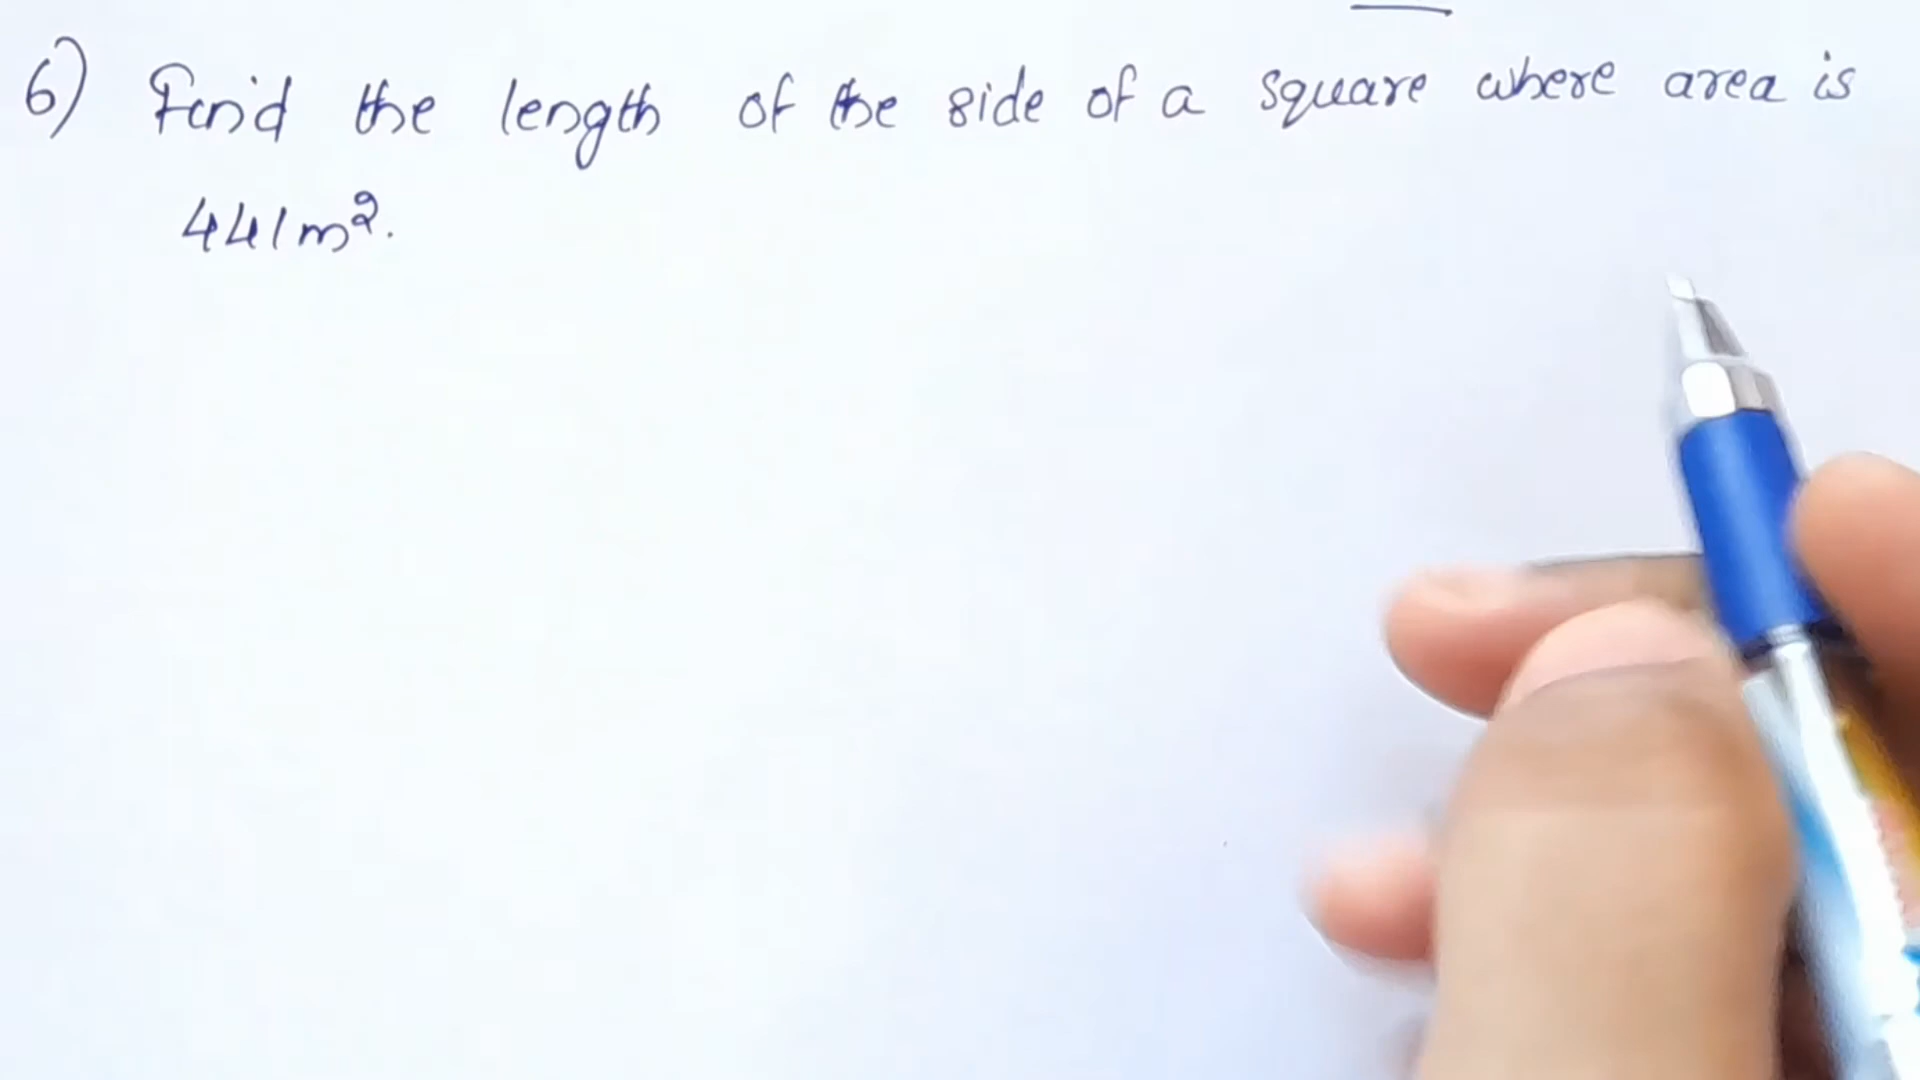 6) Find the length of the side of a square where area is
441m².